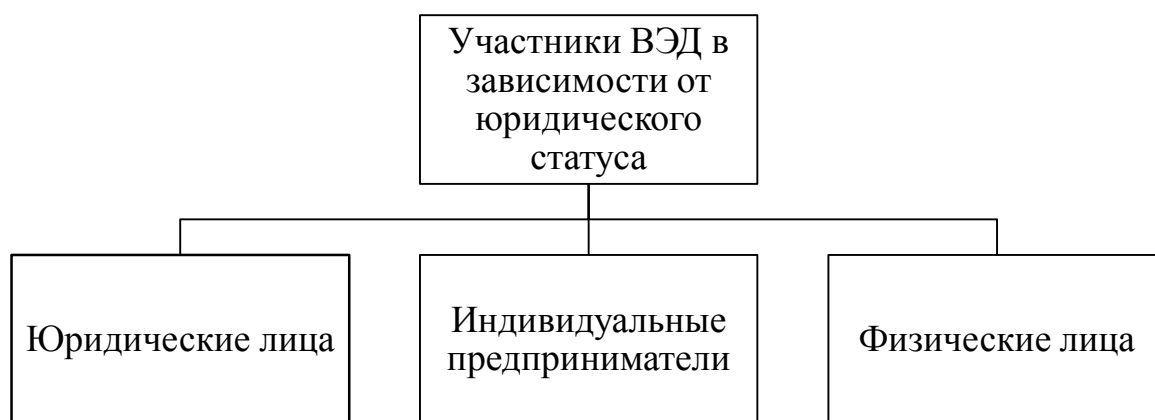 Участники ВЭД в
зависимости от
юридического
статуса
Юридические лица
Индивидуальные
предприниматели
Физические лица